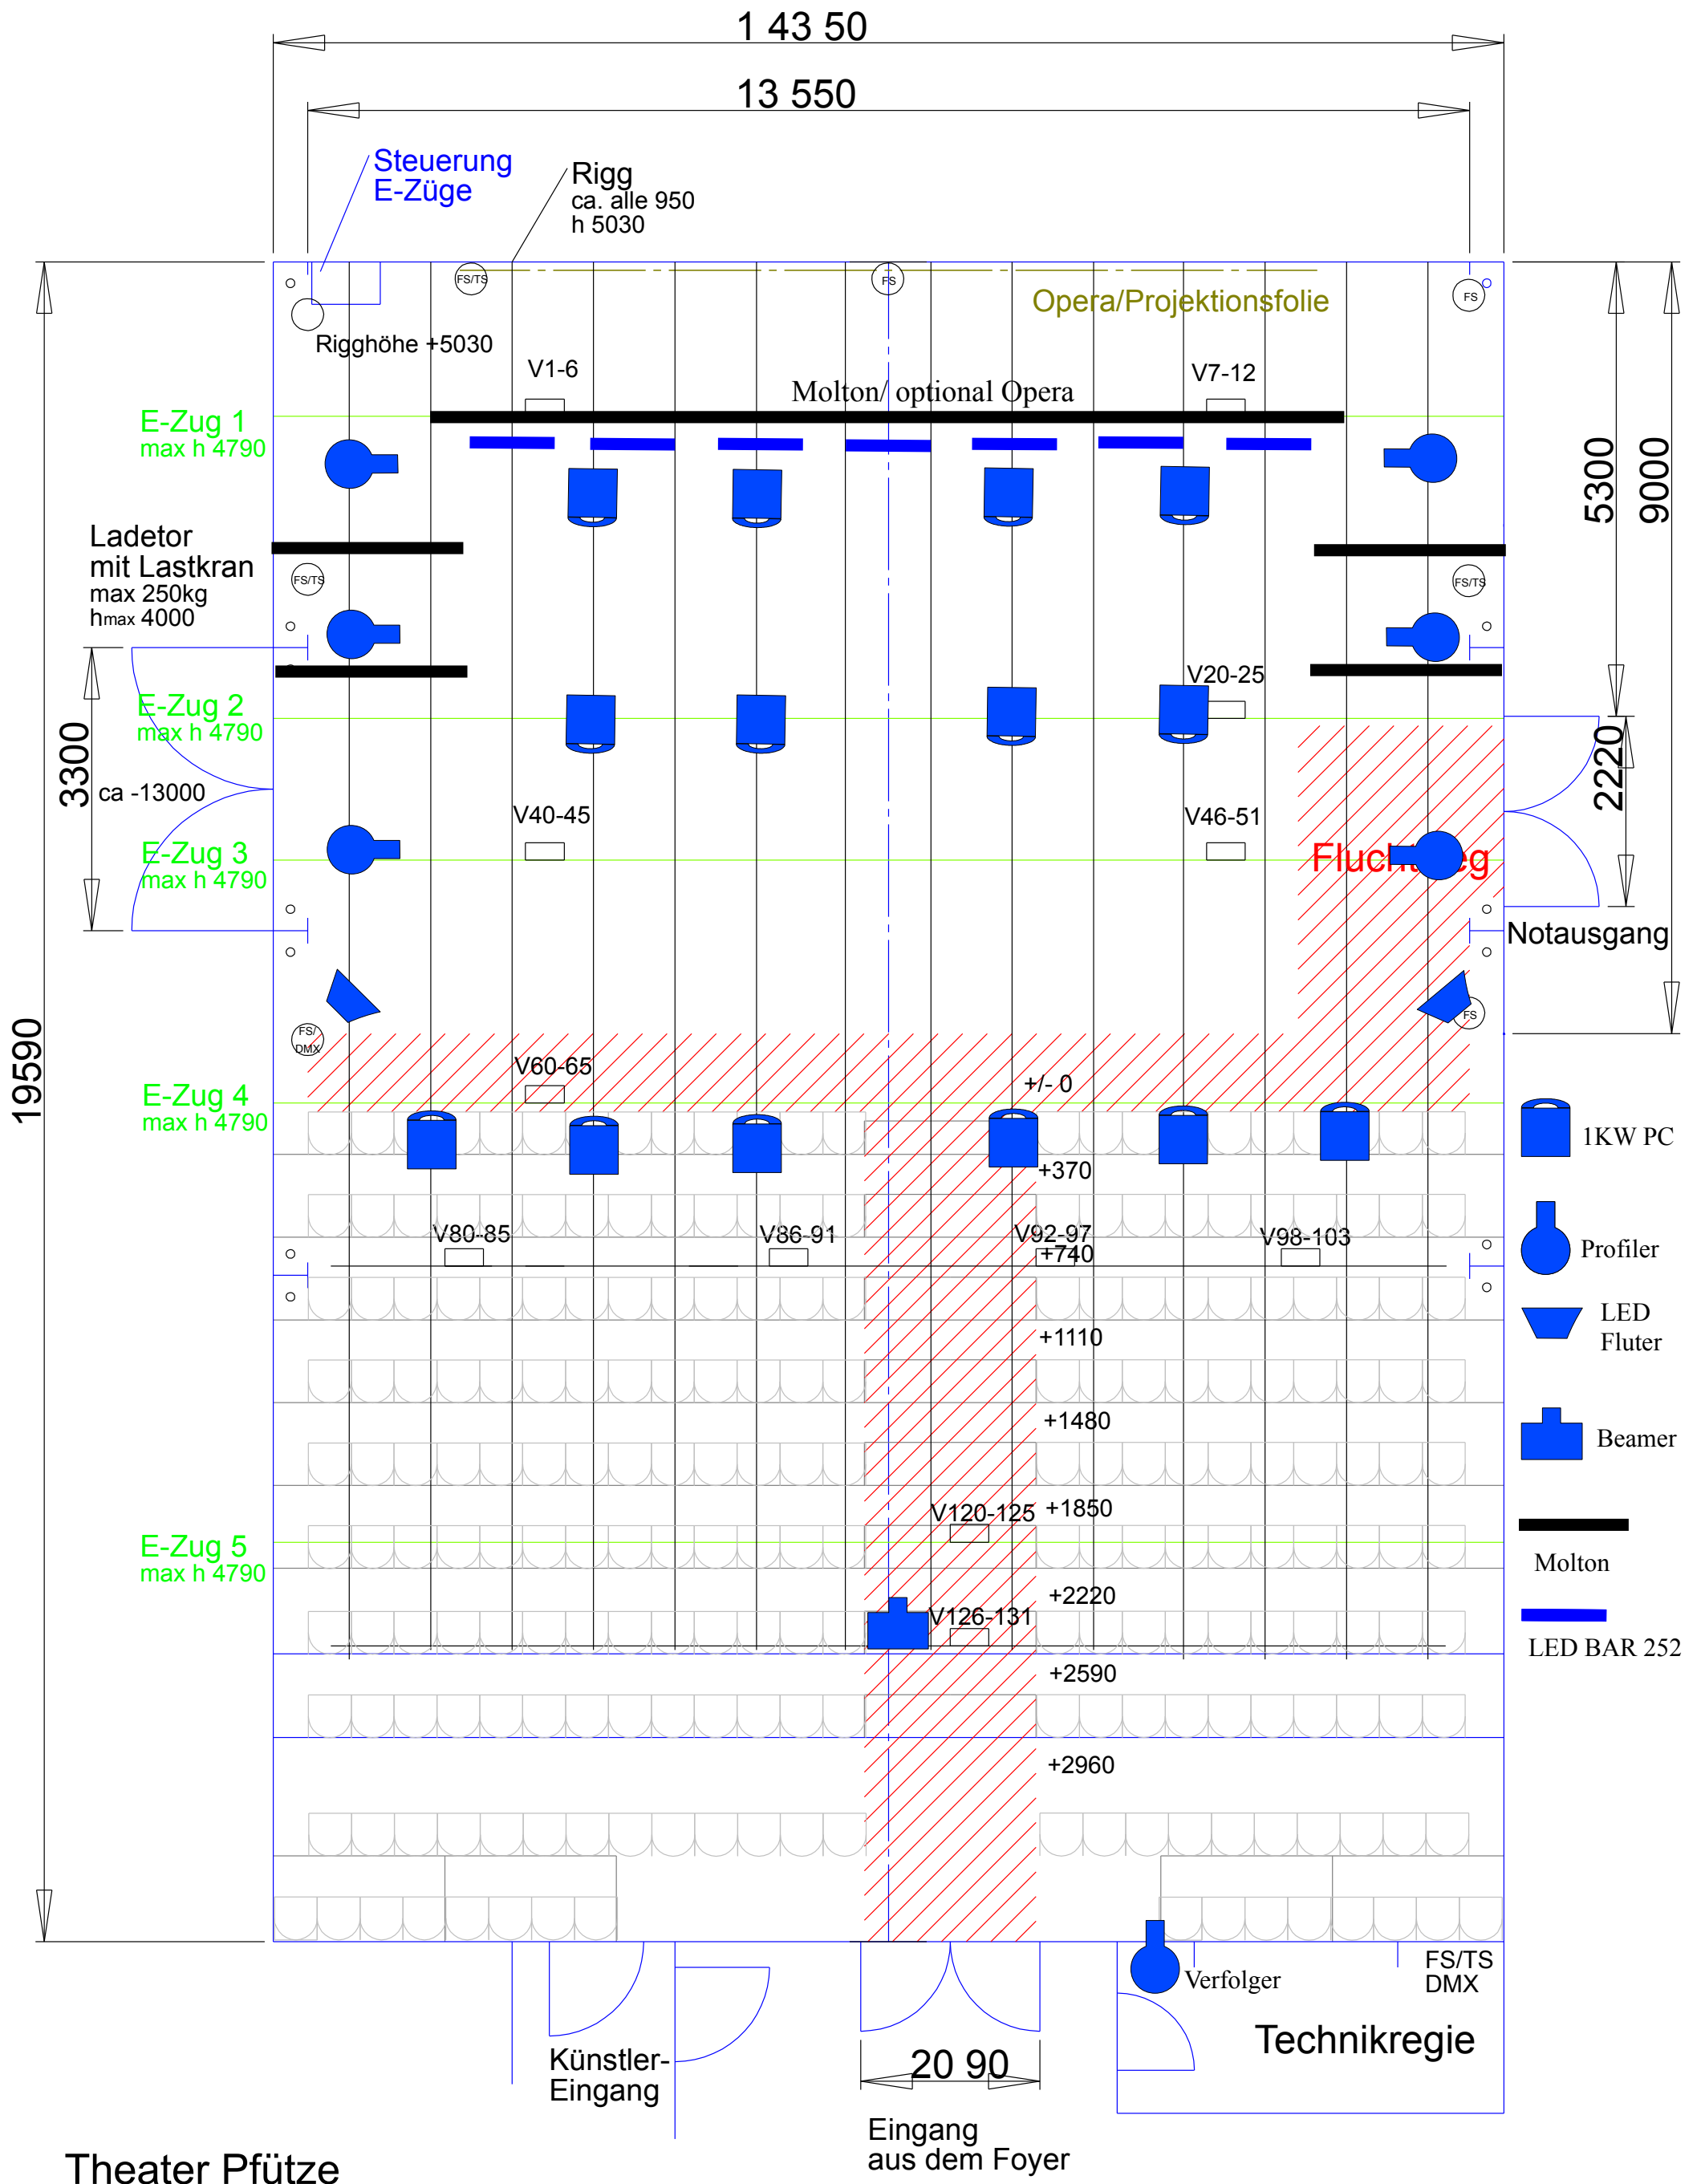 1 43 50
13 550
Steuerung
E-Züge
Rigg
ca. alle 950
h 5030
FS/TS
FS
FS
Opera/Projektionsfolie
Rigghöhe +5030
V1-6
V7-12
Molton/ optional Opera
E-Zug 1
max h 4790
5300
9000
Ladetor
mit Lastkran
max 250kg
hmax 4000
FS/TS
FS/TS
V20-25
E-Zug 2
max h 4790
3300
ca -13000
2220
V40-45
V46-51
E-Zug 3
max h 4790
Notausgang
FS
FS/
DMX
19590
V60-65
+/- 0
E-Zug 4
max h 4790
1KW PC
+370
V80-85
V86-91
V92-97
V98-103
+740
Profiler
LED
Fluter
+1110
+1480
Beamer
+1850
V120-125
E-Zug 5
max h 4790
Molton
+2220
V126-131
LED BAR 252
+2590
+2960
FS/TS
DMX
Verfolger
Technikregie
Künstler-
Eingang
20 90
Eingang
aus dem Foyer
Theater Pfütze